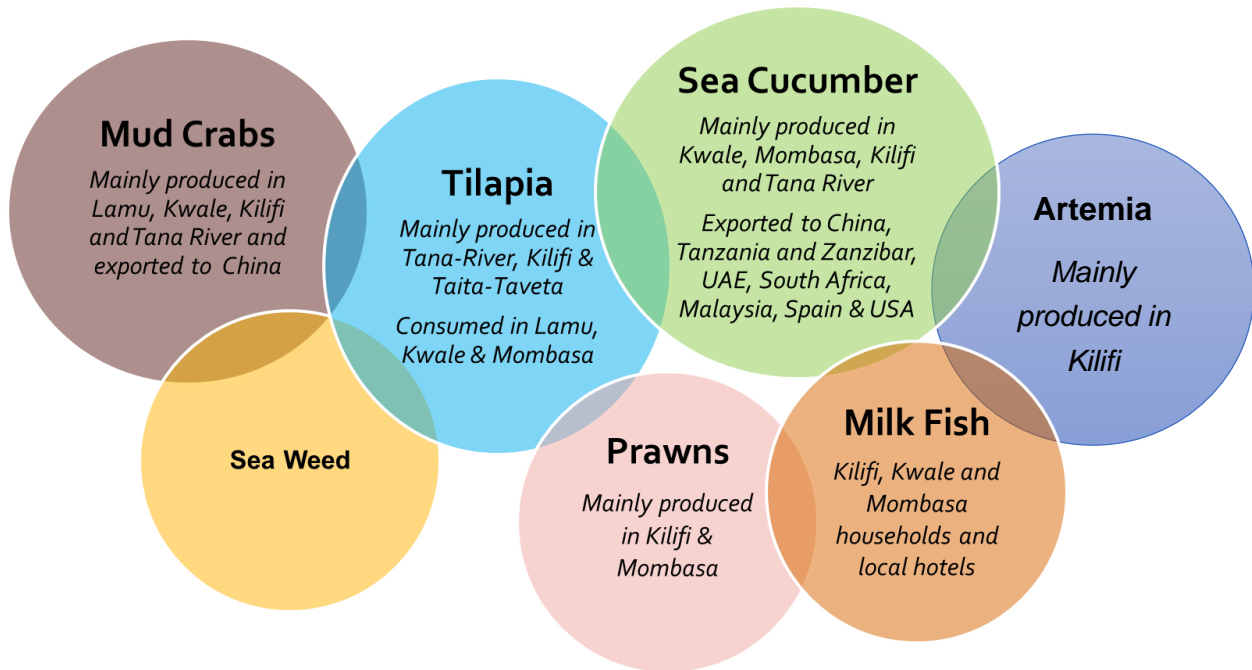 Mud Crabs
Mainly produced in
Lamu, Kwale, Kilifi
and Tana River and
exported to China
Tilapia
Mainly produced in
Tana-River, Kilifi &
Taita-Taveta
Consumed in Lamu,
Kwale & Mombasa
Sea Cucumber
Mainly produced in
Kwale, Mombasa, Kilifi
and Tana River
Exported to China,
Tanzania and Zanzibar,
UAE, South Africa,
Malaysia, Spain & USA
Artemia
Mainly
produced in
Kilifi
Sea Weed
Prawns
Mainly produced
in Kilifi &
Mombasa
Milk Fish
Kilifi, Kwale and
Mombasa
households and
local hotels